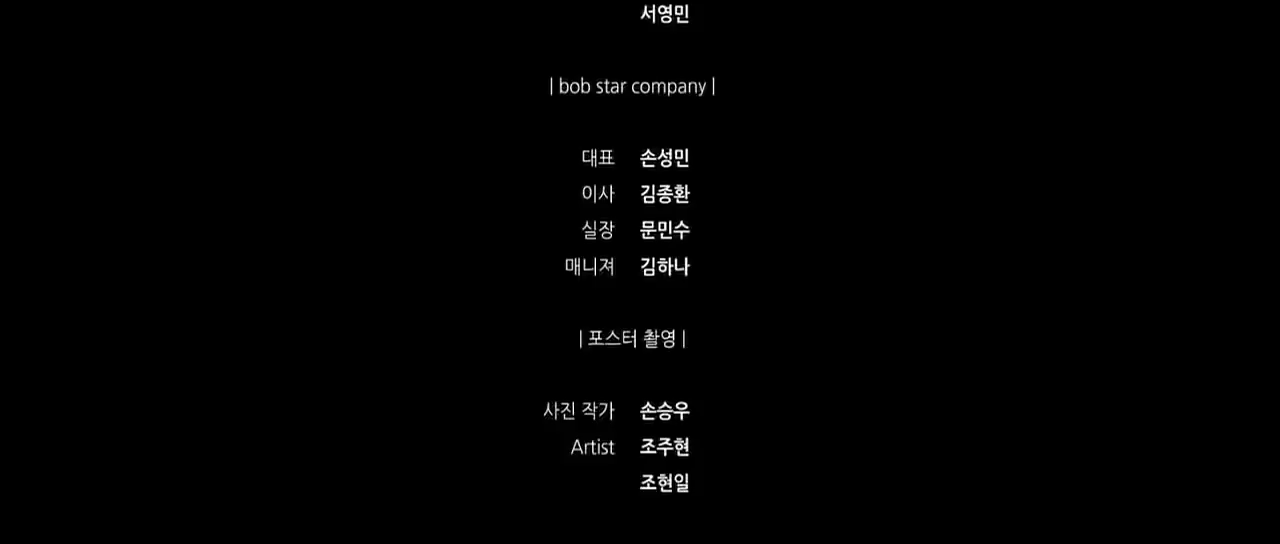 서영민
| bob star company |
대표 손성민
이사 김종환
실장 문민수
매니져 김하나
| 포스터 촬영 |
사진 작가 손승우
Artist 조주현
조현일